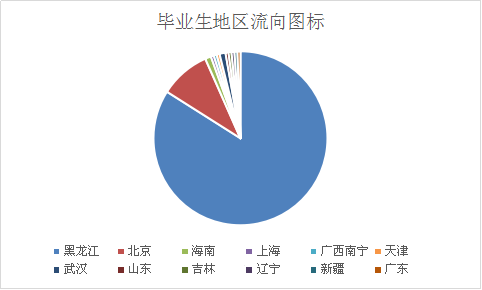 毕业生地区流向图标
黑龙江 北京 海南 上海 广西南宁 天津
武汉 山东 吉林 辽宁 新疆 广东